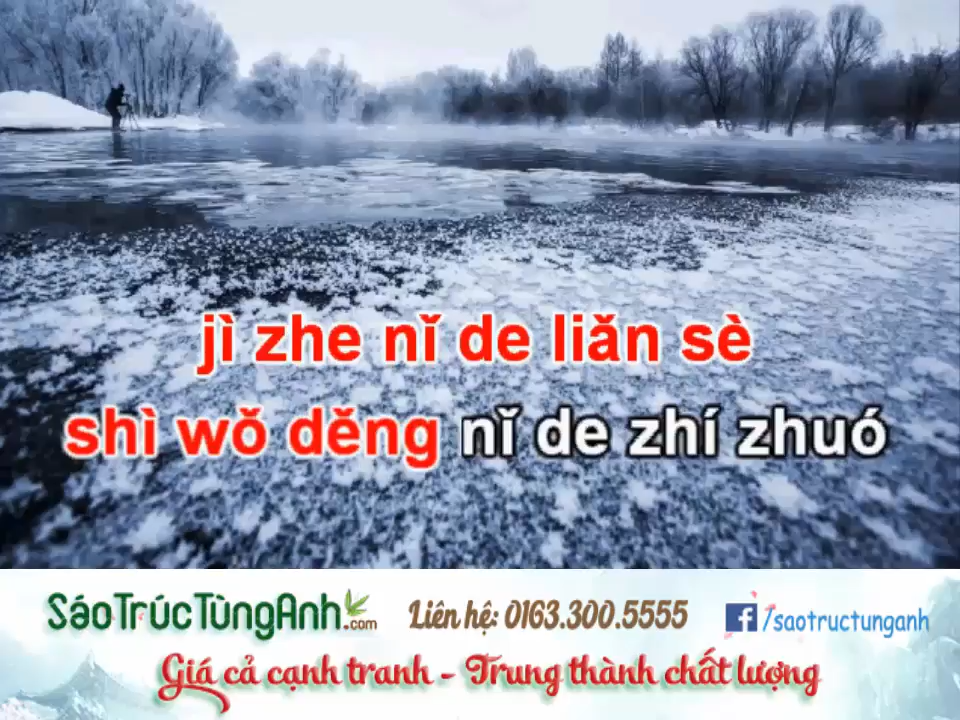 jì zhe nǐ de liǎn sè
shì wǒ děng nǐ de zhí zhuó
SáoTrúcTùngAnh.com Liên hệ: 0163.300.5555 f/saotructunganh
Giá cả cạnh tranh - Trung thành chất lượng